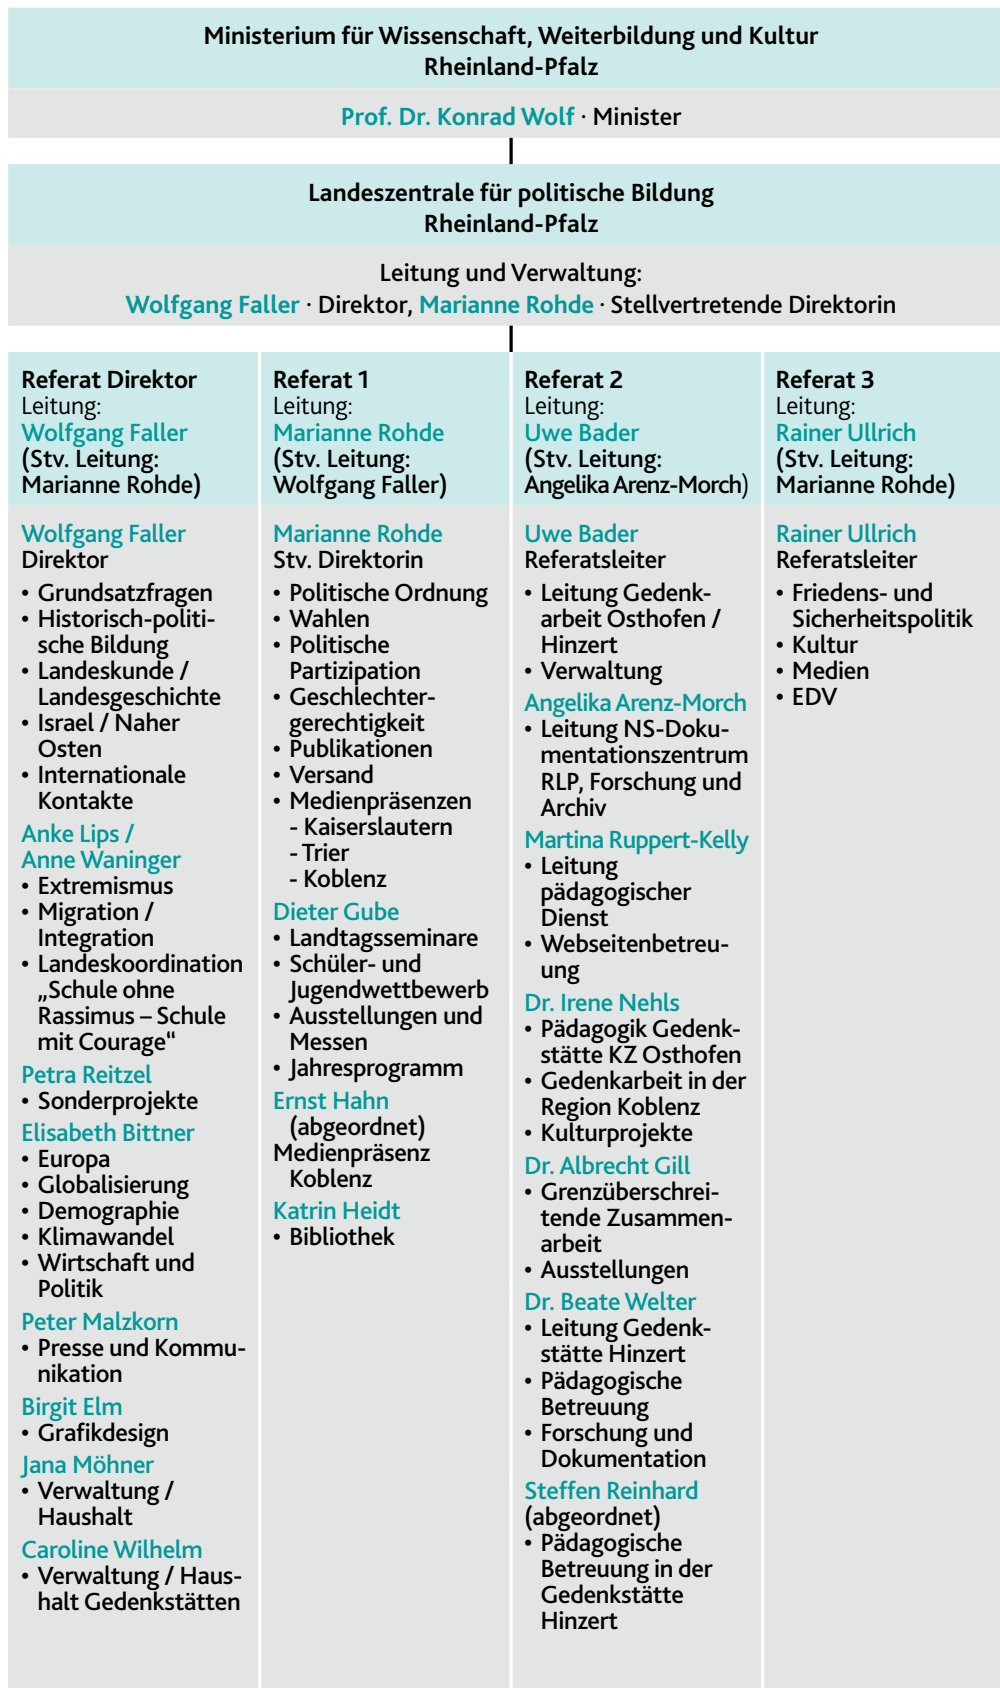 Ministerium für Wissenschaft, Weiterbildung und Kultur
Rheinland-Pfalz
Prof. Dr. Konrad Wolf · Minister
Landeszentrale für politische Bildung
Rheinland-Pfalz
Leitung und Verwaltung:
Wolfgang Faller · Direktor, Marianne Rohde · Stellvertretende Direktorin
Referat Direktor
Leitung:
Wolfgang Faller
(Stv. Leitung:
Marianne Rohde)
Wolfgang Faller
Direktor
• Grundsatzfragen
• Historisch-politi-
sche Bildung
• Landeskunde /
Landesgeschichte
• Israel / Naher
Osten
• Internationale
Kontakte
Anke Lips /
Anne Waninger
• Extremismus
• Migration /
Integration
• Landeskoordination
„Schule ohne
Rassimus – Schule
mit Courage“
Petra Reitzel
• Sonderprojekte
Elisabeth Bittner
• Europa
• Globalisierung
• Demographie
• Klimawandel
• Wirtschaft und
Politik
Peter Malzkorn
• Presse und Kommu-
nikation
Birgit Elm
• Grafikdesign
Jana Möhner
• Verwaltung /
Haushalt
Caroline Wilhelm
• Verwaltung / Haus-
halt Gedenkstätten
Referat 1
Leitung:
Marianne Rohde
(Stv. Leitung:
Wolfgang Faller)
Marianne Rohde
Stv. Direktorin
• Politische Ordnung
• Wahlen
• Politische
Partizipation
• Geschlechter-
gerechtigkeit
• Publikationen
• Versand
• Medienpräsenzen
- Kaiserslautern
- Trier
- Koblenz
Dieter Gube
• Landtagsseminare
• Schüler- und
Jugendwettbewerb
• Ausstellungen und
Messen
• Jahresprogramm
Ernst Hahn
(abgeordnet)
Medienpräsenz
Koblenz
Katrin Heidt
• Bibliothek
Referat 2
Leitung:
Uwe Bader
(Stv. Leitung:
Angelika Arenz-Morch)
Uwe Bader
Referatsleiter
• Leitung Gedenk-
arbeit Osthofen /
Hinzert
• Verwaltung
Angelika Arenz-Morch
• Leitung NS-Doku-
mentationszentrum
RLP, Forschung und
Archiv
Martina Ruppert-Kelly
• Leitung
pädagogischer
Dienst
• Webseitenbetreu-
ung
Dr. Irene Nehls
• Pädagogik Gedenk-
stätte KZ Osthofen
• Gedenkarbeit in der
Region Koblenz
• Kulturprojekte
Dr. Albrecht Gill
• Grenzüberschrei-
tende Zusammen-
arbeit
• Ausstellungen
Dr. Beate Welter
• Leitung Gedenk-
stätte Hinzert
• Pädagogische
Betreuung
• Forschung und
Dokumentation
Steffen Reinhard
(abgeordnet)
• Pädagogische
Betreuung in der
Gedenkstätte
Hinzert
Referat 3
Leitung:
Rainer Ullrich
(Stv. Leitung:
Marianne Rohde)
Rainer Ullrich
Referatsleiter
• Friedens- und
Sicherheitspolitik
• Kultur
• Medien
• EDV